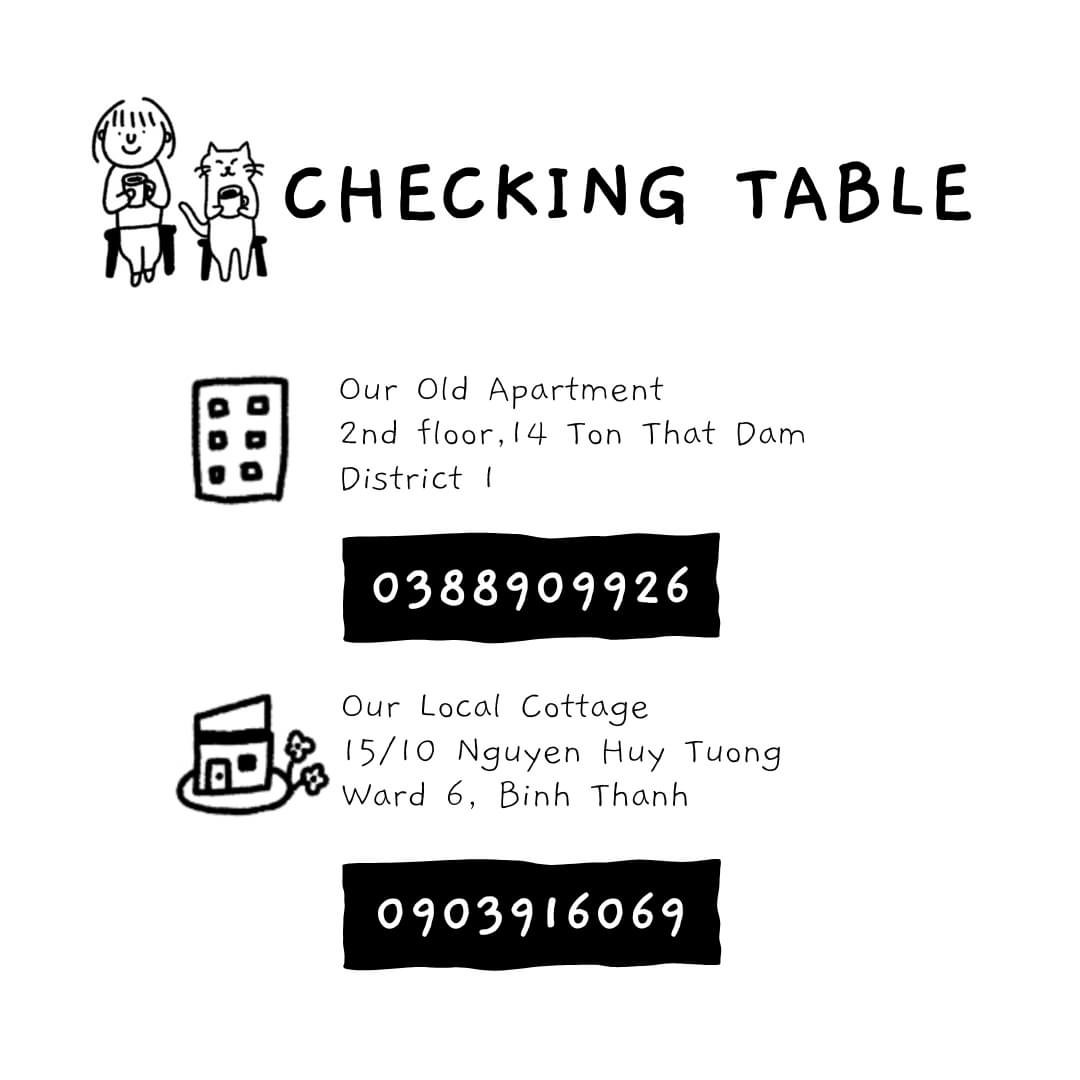 CHECKING TABLE
Our Old Apartment
2nd floor,14 Ton That Dam
District 1
0388909926
Our Local Cottage
15/10 Nguyen Huy Tuong
Ward 6, Binh Thanh
0903916069